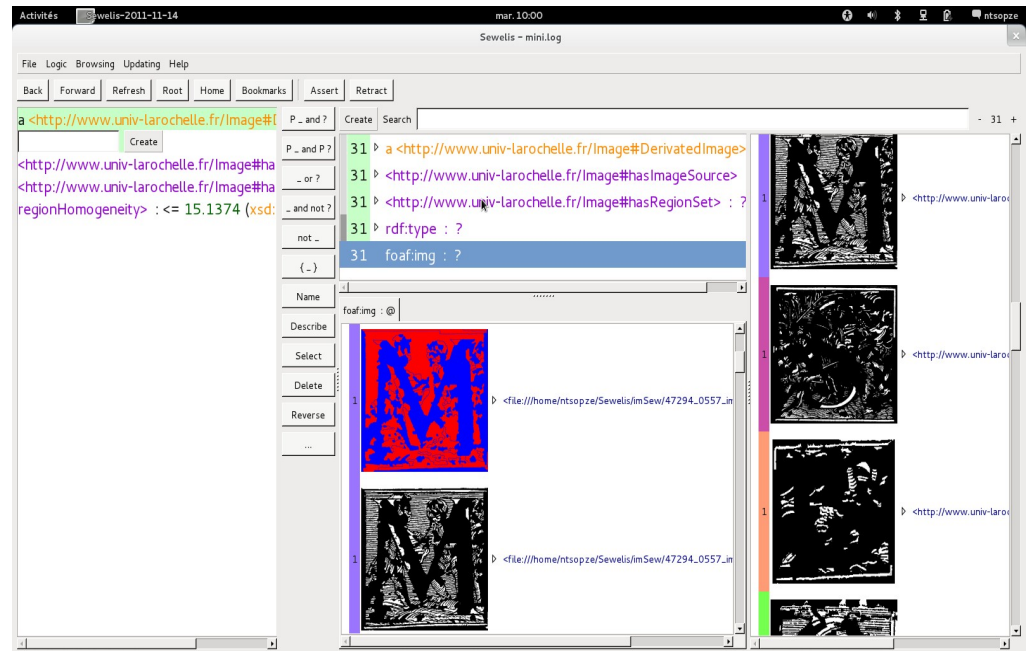 Activités Sewelis-2011-11-14 mar. 10:00 ntsopze
Sewelis - mini.log
x
File Logic Browsing Updating Help
Back Forward Refresh Root Home Bookmarks Assert Retract
a <http://www.univ-larochelle.fr/Image#D
Create
<http://www.univ-larochelle.fr/Image#ha
<http://www.univ-larochelle.fr/Image#ha
regionHomogeneity> : <= 15.1374 (xsd:
P _ and ?
P _ and P ?
_ or ?
_ and not ?
not _
{ _ }
Name
Describe
Select
Delete
Reverse
...
Create Search - 31 +
31 a <http://www.univ-larochelle.fr/Image#DerivatedImage>
31 <http://www.univ-larochelle.fr/Image#hasImageSource>
31 <http://www.univ-larochelle.fr/Image#hasRegionSet> : ?
31 rdf:type : ?
31 foaf:img : ?
foaf:img : @
1 <file:///home/ntsopze/Sewelis/imSew/47294_0557_im
1 <file:///home/ntsopze/Sewelis/imSew/47294_0557_im
1 <http://www.univ-laroc
1 <http://www.univ-laroc
1 <http://www.univ-laroc